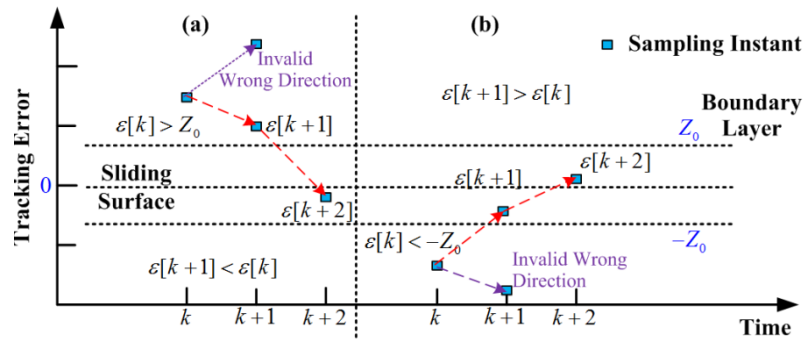 (a)
(b)
Sampling Instant
Invalid
Wrong Direction
ε[k+1] > ε[k]
Boundary
Layer
ε[k] > Z₀
ε[k+1]
Z₀
Tracking Error
0
Sliding
Surface
ε[k+2]
ε[k+1]
ε[k+2]
ε[k] < −Z₀
−Z₀
ε[k+1] < ε[k]
Invalid Wrong
Direction
k
k+1
k+2
k
k+1
k+2
Time